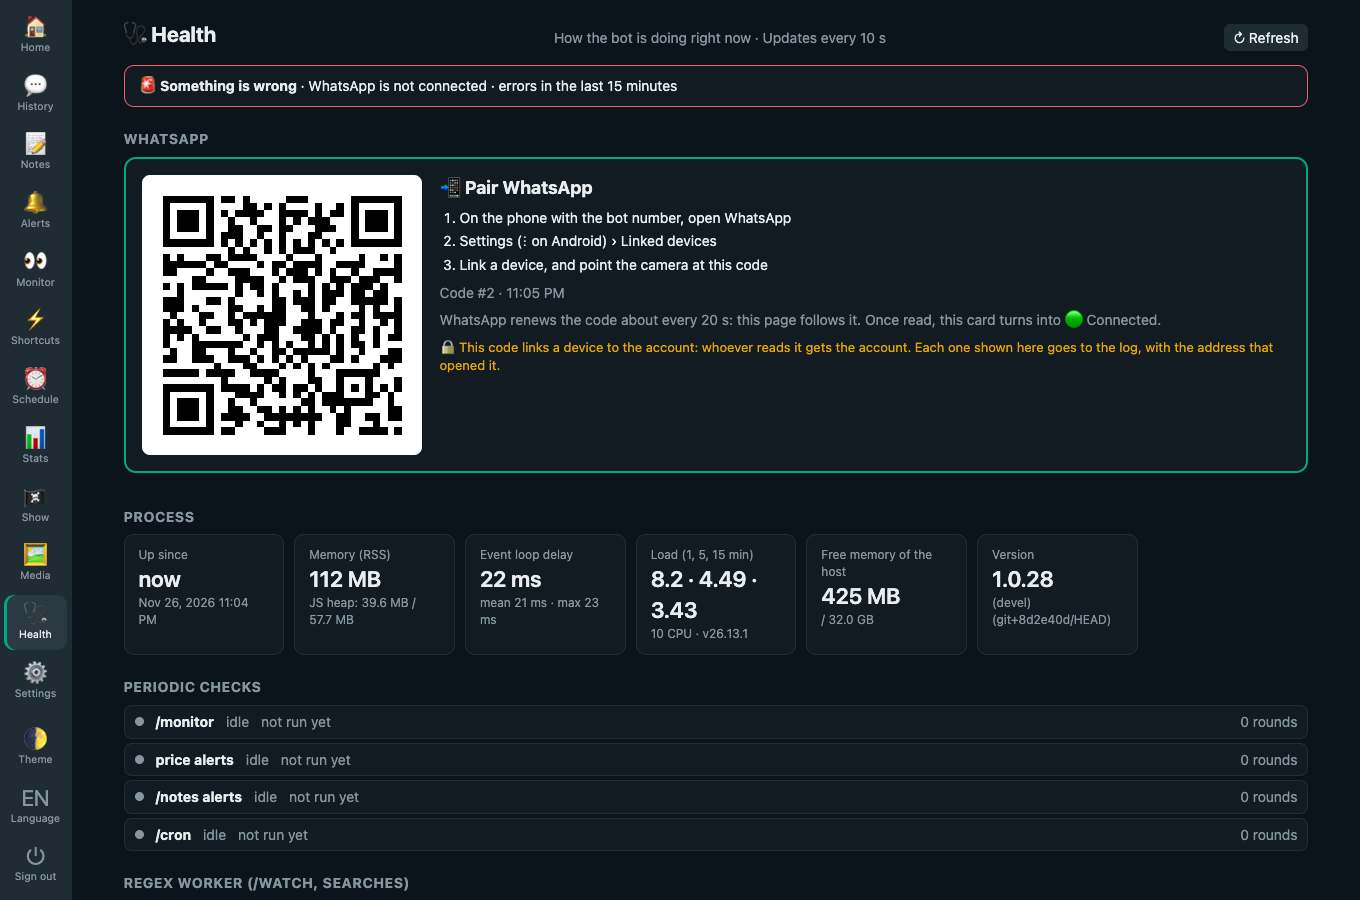 Home
History
Notes
Alerts
Monitor
Shortcuts
Schedule
Stats
Show
Media
Health
Settings
Theme
EN
Language
Sign out
Health
How the bot is doing right now · Updates every 10 s
Refresh
Something is wrong · WhatsApp is not connected · errors in the last 15 minutes
WHATSAPP
Pair WhatsApp
1. On the phone with the bot number, open WhatsApp
2. Settings (⋮ on Android) › Linked devices
3. Link a device, and point the camera at this code
Code #2 · 11:05 PM
WhatsApp renews the code about every 20 s: this page follows it. Once read, this card turns into 🟢 Connected.
This code links a device to the account: whoever reads it gets the account. Each one shown here goes to the log, with the address that
opened it.
PROCESS
Up since
now
Nov 26, 2026 11:04
PM
Memory (RSS)
112 MB
JS heap: 39.6 MB /
57.7 MB
Event loop delay
22 ms
mean 21 ms · max 23
ms
Load (1, 5, 15 min)
8.2 · 4.49 ·
3.43
10 CPU · v26.13.1
Free memory of the
host
425 MB
/ 32.0 GB
Version
1.0.28
(devel)
(git+8d2e40d/HEAD)
PERIODIC CHECKS
/monitor idle not run yet 0 rounds
price alerts idle not run yet 0 rounds
/notes alerts idle not run yet 0 rounds
/cron idle not run yet 0 rounds
REGEX WORKER (/WATCH, SEARCHES)